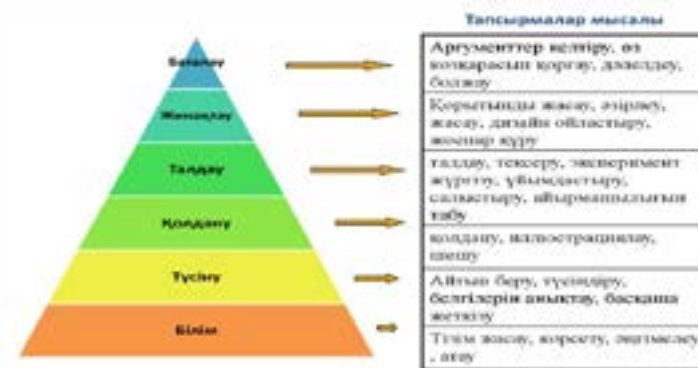 Тапсырмалар мысалы
Бағалау
Аргументтер келтіру, өз
көзқарасын қорғау, дәлелдеу,
болжау
Жинақтау
Қорытынды жасау, әзірлеу,
жасау, дизайн ойластыру,
жоспар құру
Талдау
талдау, тексеру, эксперимент
жүргізу, ұйымдастыру,
салыстыру, айырмашылығын
табу
Қолдану
қолдану, иллюстрациялау,
шешу
Түсіну
Айтып беру, түсіндіру,
белгілерін анықтау, басқаша
жеткізу
Білім
Тізім жасау, көрсету, әңгімелеу
, атау